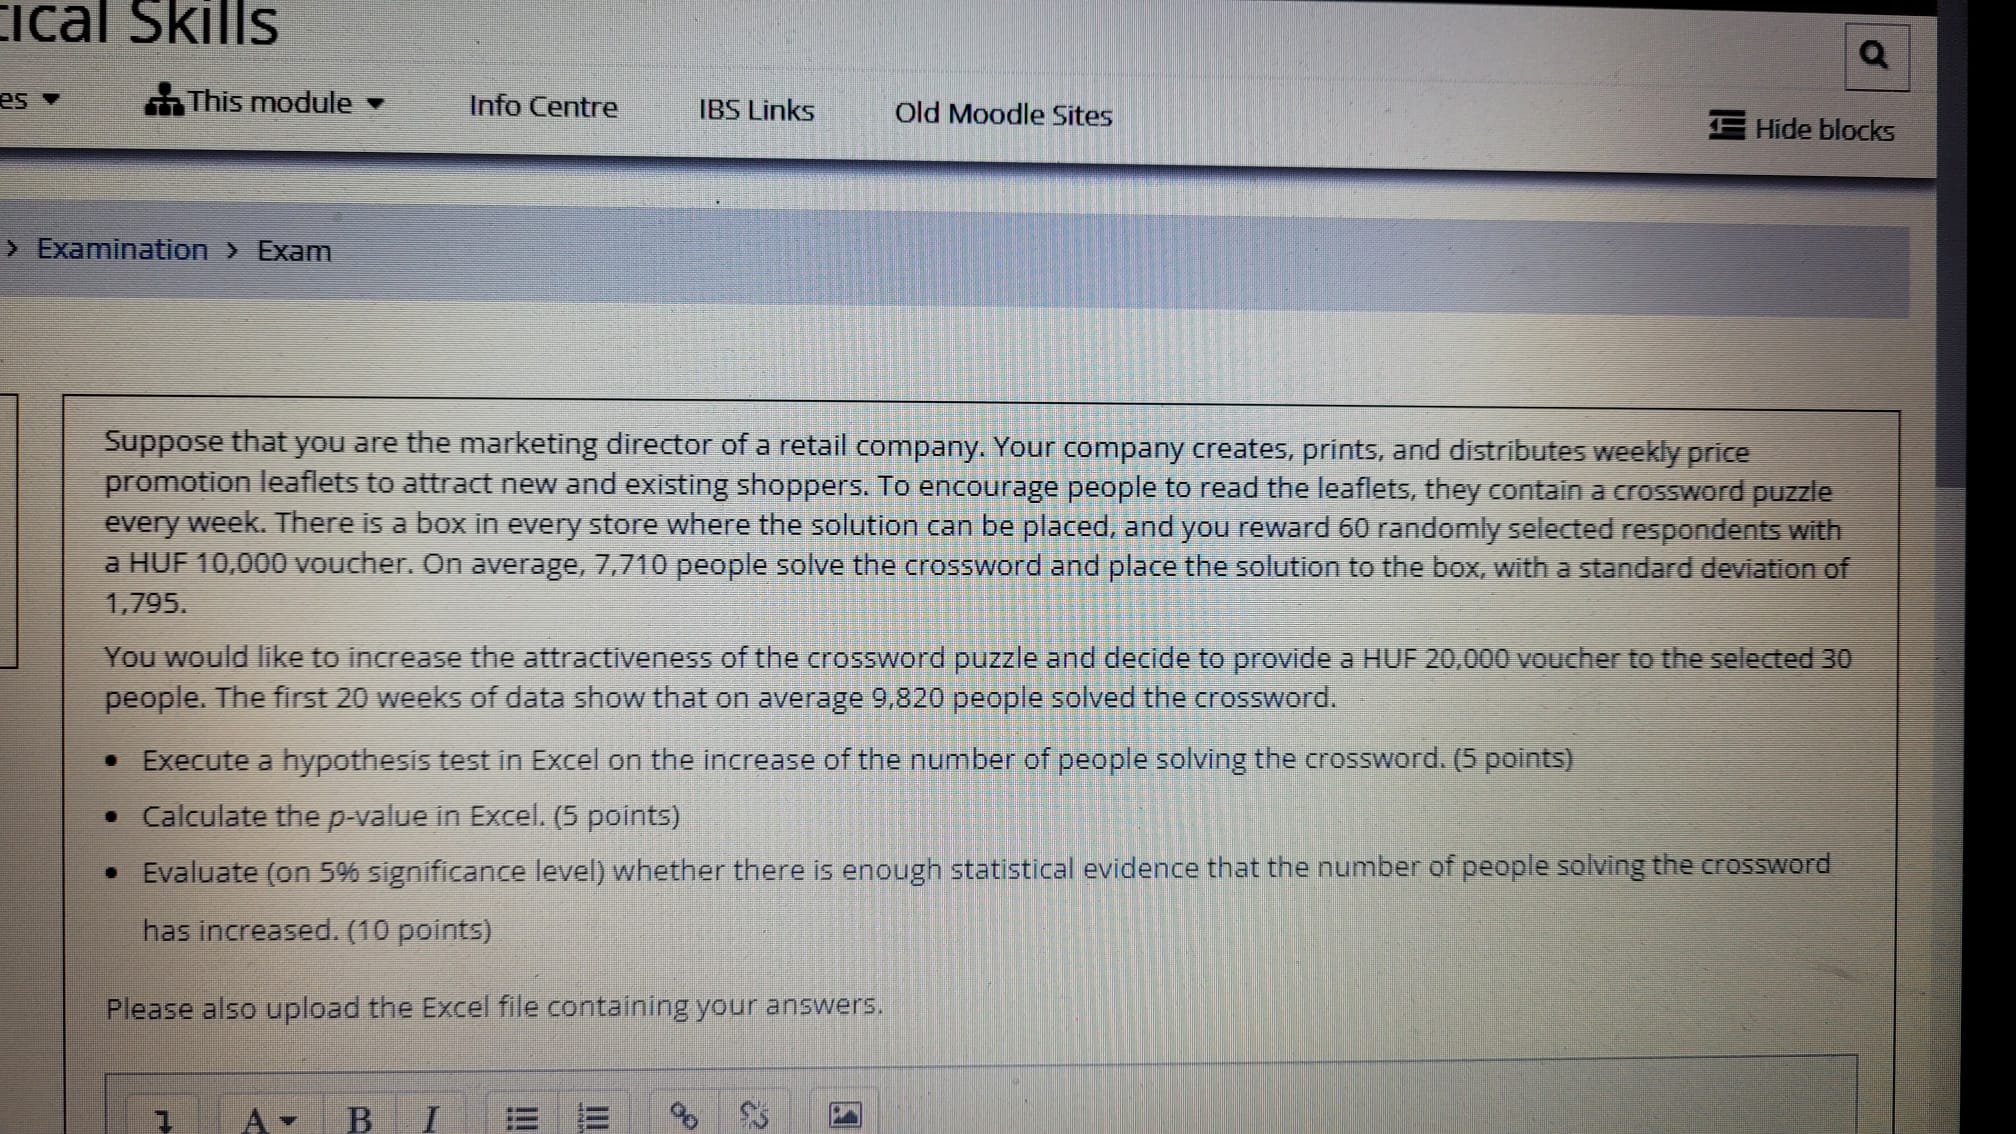 tical Skills
es
This module
Info Centre
IBS Links
Old Moodle Sites
Hide blocks
> Examination > Exam
Suppose that you are the marketing director of a retail company. Your company creates, prints, and distributes weekly price
promotion leaflets to attract new and existing shoppers. To encourage people to read the leaflets, they contain a crossword puzzle
every week. There is a box in every store where the solution can be placed, and you reward 60 randomly selected respondents with
a HUF 10,000 voucher. On average, 7,710 people solve the crossword and place the solution to the box, with a standard deviation of
1,795.
You would like to increase the attractiveness of the crossword puzzle and decide to provide a HUF 20,000 voucher to the selected 30
people. The first 20 weeks of data show that on average 9,820 people solved the crossword.
• Execute a hypothesis test in Excel on the increase of the number of people solving the crossword. (5 points)
• Calculate the p-value in Excel. (5 points)
• Evaluate (on 5% significance level) whether there is enough statistical evidence that the number of people solving the crossword
has increased. (10 points)
Please also upload the Excel file containing your answers.
A B I